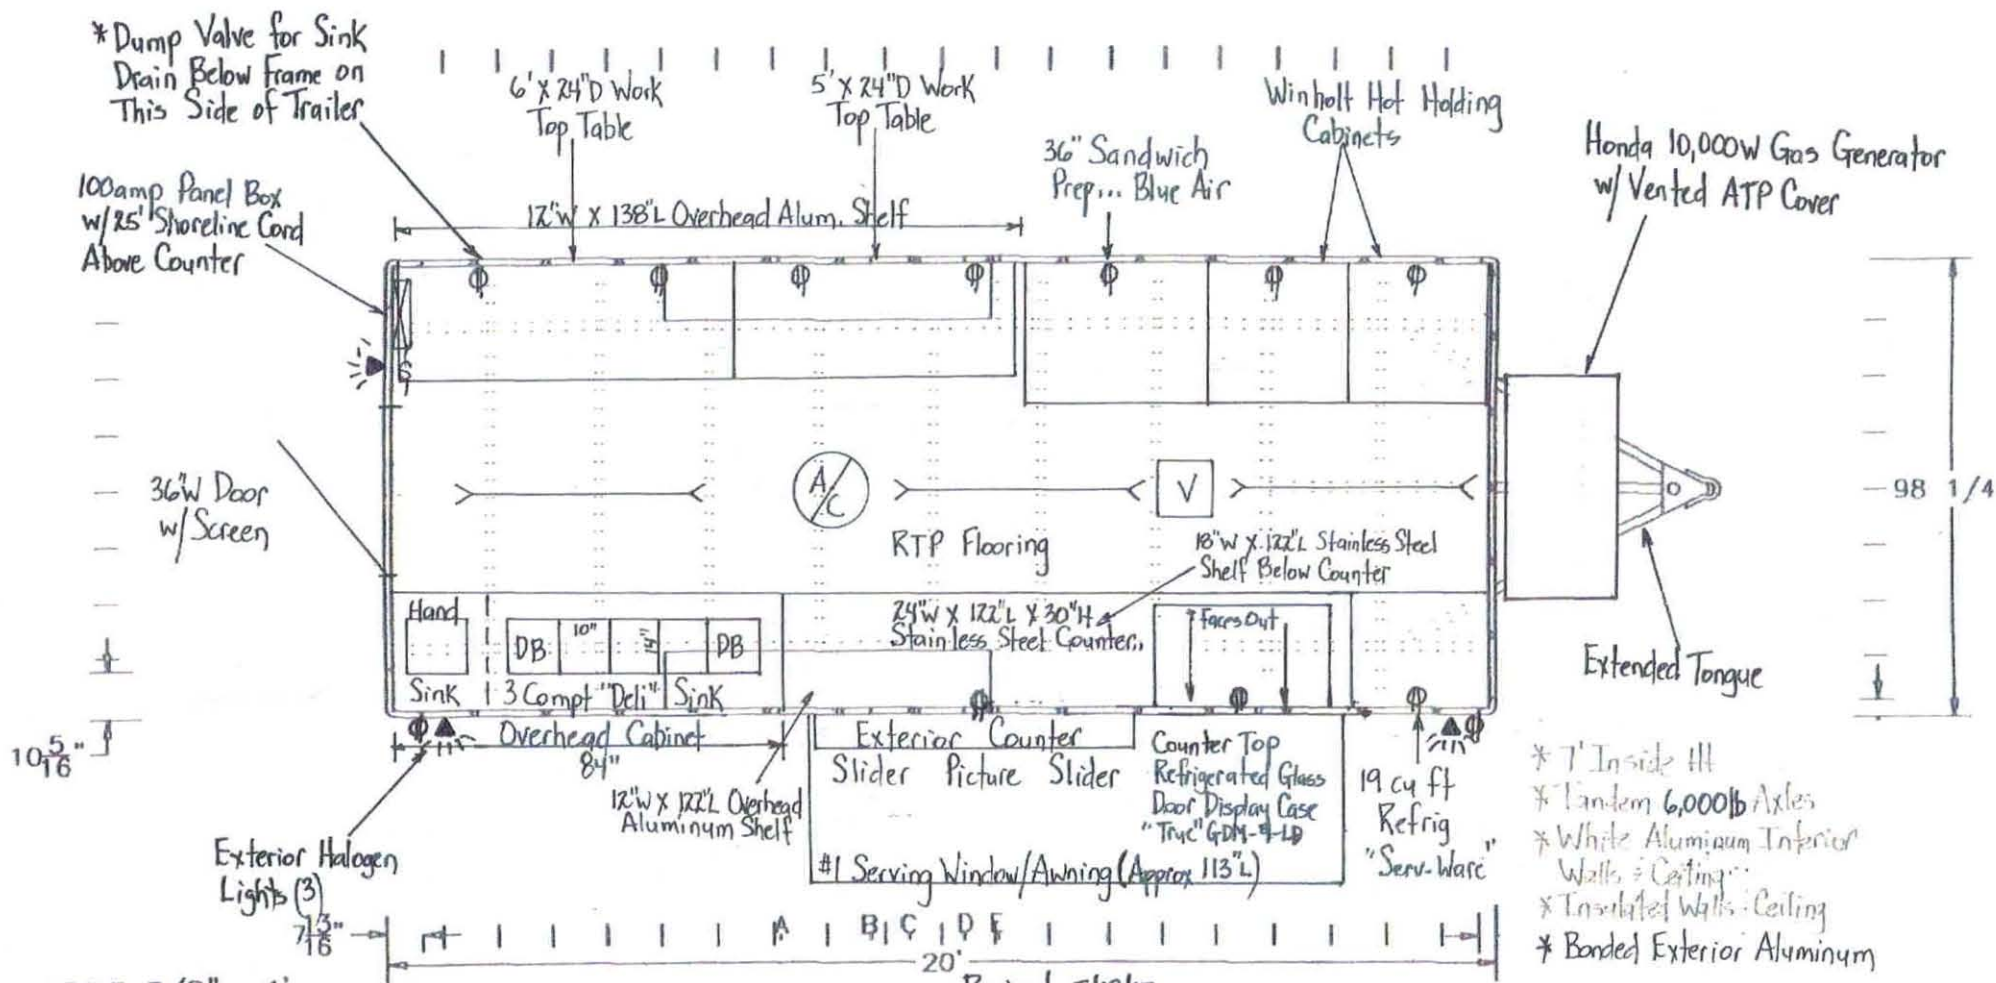 *Dump Valve for Sink
Drain Below Frame on
This Side of Trailer
6' X 24"D Work
Top Table
5' X 24"D Work
Top Table
Winholt Hot Holding
Cabinets
36" Sandwich
Prep... Blue Air
Honda 10,000W Gas Generator
w/ Vented ATP Cover
100amp Panel Box
w/25' Shoreline Cord
Above Counter
12"W X 138"L Overhead Alum. Shelf
S
36"W Door
w/ Screen
A/C
V
98 1/4
RTP Flooring
18"W X 122"L Stainless Steel
Shelf Below Counter
24"W X 122"L X 30"H
Stainless Steel Counter..
Faces Out
Hand
Sink
DB
10"
14"
DB
3 Compt "Deli" Sink
Extended Tongue
10 5/16"
Overhead Cabinet
84"
Exterior Counter
Slider Picture Slider
12"W X 122"L Overhead
Aluminum Shelf
Counter Top
Refrigerated Glass
Door Display Case
"True" GDM-
19 cu ft
Refrig
"Serv-Ware"
#1 Serving Window/Awning (Approx 113"L)
Exterior Halogen
Lights (3)
* 7' Inside Ht
* Tandem 6,000lb Axles
* White Aluminum Interior
Walls & Ceiling
* Insulated Walls & Ceiling
* Bonded Exterior Aluminum
7 13/16"
A B C D E
20'